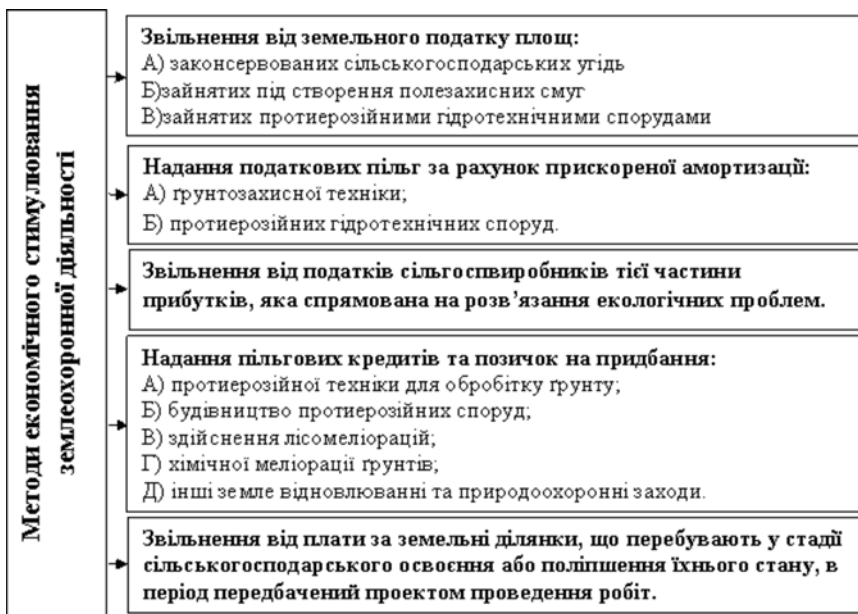 Методи економічного стимулювання
землеохоронної діяльності
Звільнення від земельного податку площ:
А) законсервованих сільськогосподарських угідь
Б)зайнятих під створення полезахисних смуг
В)зайнятих протиерозійними гідротехнічними спорудами
Надання податкових пільг за рахунок прискореної амортизації:
А) ґрунтозахисної техніки;
Б) протиерозійних гідротехнічних споруд.
Звільнення від податків сільгоспвиробників тієї частини
прибутків, яка спрямована на розв’язання екологічних проблем.
Надання пільгових кредитів та позичок на придбання:
А) протиерозійної техніки для обробітку ґрунту;
Б) будівництво протиерозійних споруд;
В) здійснення лісомеліорацій;
Г) хімічної меліорації ґрунтів;
Д) інші земле відновлюванні та природоохоронні заходи.
Звільнення від плати за земельні ділянки, що перебувають у стадії
сільськогосподарського освоєння або поліпшення їхнього стану, в
період передбачений проектом проведення робіт.